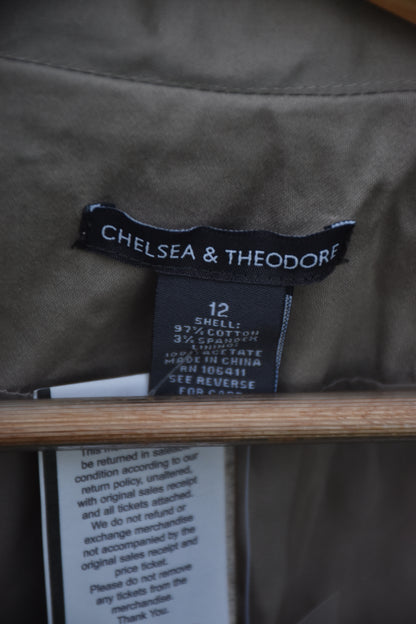 CHELSEA & THEODORE
12
SHELL:
97% COTTON
3% SPANDEX
LINING:
100% ACETATE
MADE IN CHINA
RN 106411
SEE REVERSE
FOR CARE
be returned in
condition according to our
return policy, unaltered,
with original sales receipt
and all tickets attached.
We do not refund or
exchange merchandise
not accompanied by the
original sales receipt and
price ticket.
Please do not remove
any tickets from the
merchandise.
Thank You.